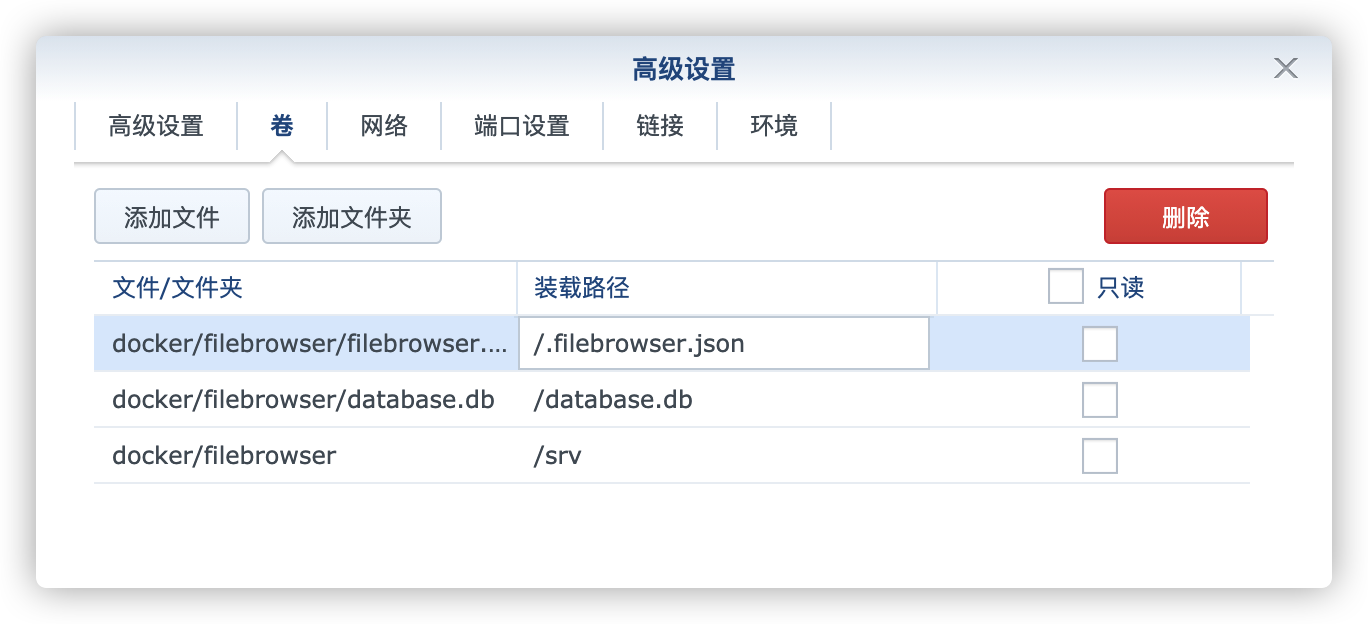 高级设置
高级设置 卷 网络 端口设置 链接 环境
添加文件 添加文件夹 删除
文件/文件夹 装载路径 只读
docker/filebrowser/filebrowser.... /.filebrowser.json
docker/filebrowser/database.db /database.db
docker/filebrowser /srv